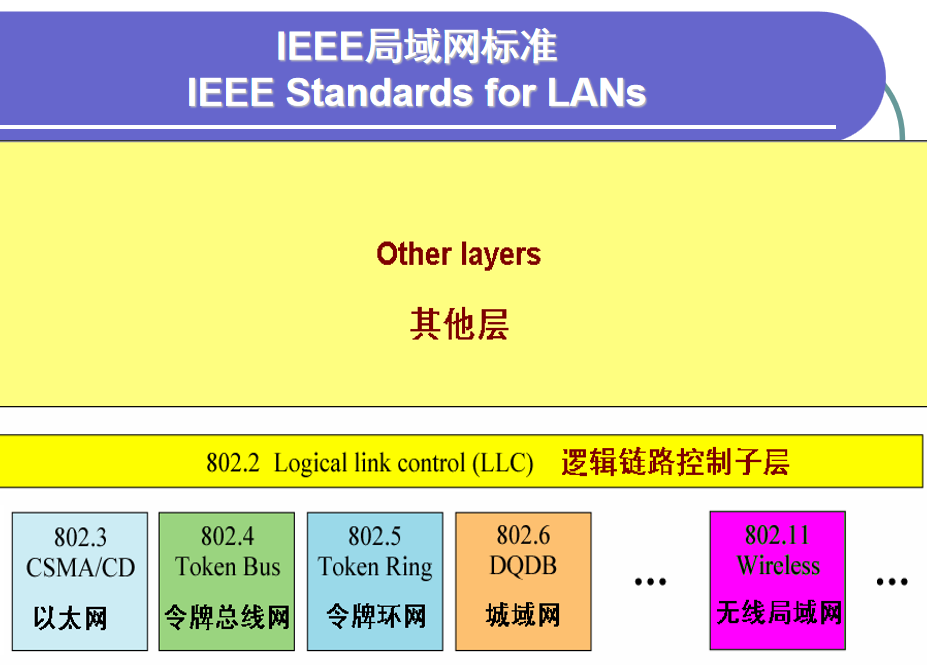 IEEE局域网标准
IEEE Standards for LANs
Other layers
其他层
802.2 Logical link control (LLC) 逻辑链路控制子层
802.3
CSMA/CD
以太网
802.4
Token Bus
令牌总线网
802.5
Token Ring
令牌环网
802.6
DQDB
城域网
...
802.11
Wireless
无线局域网
...